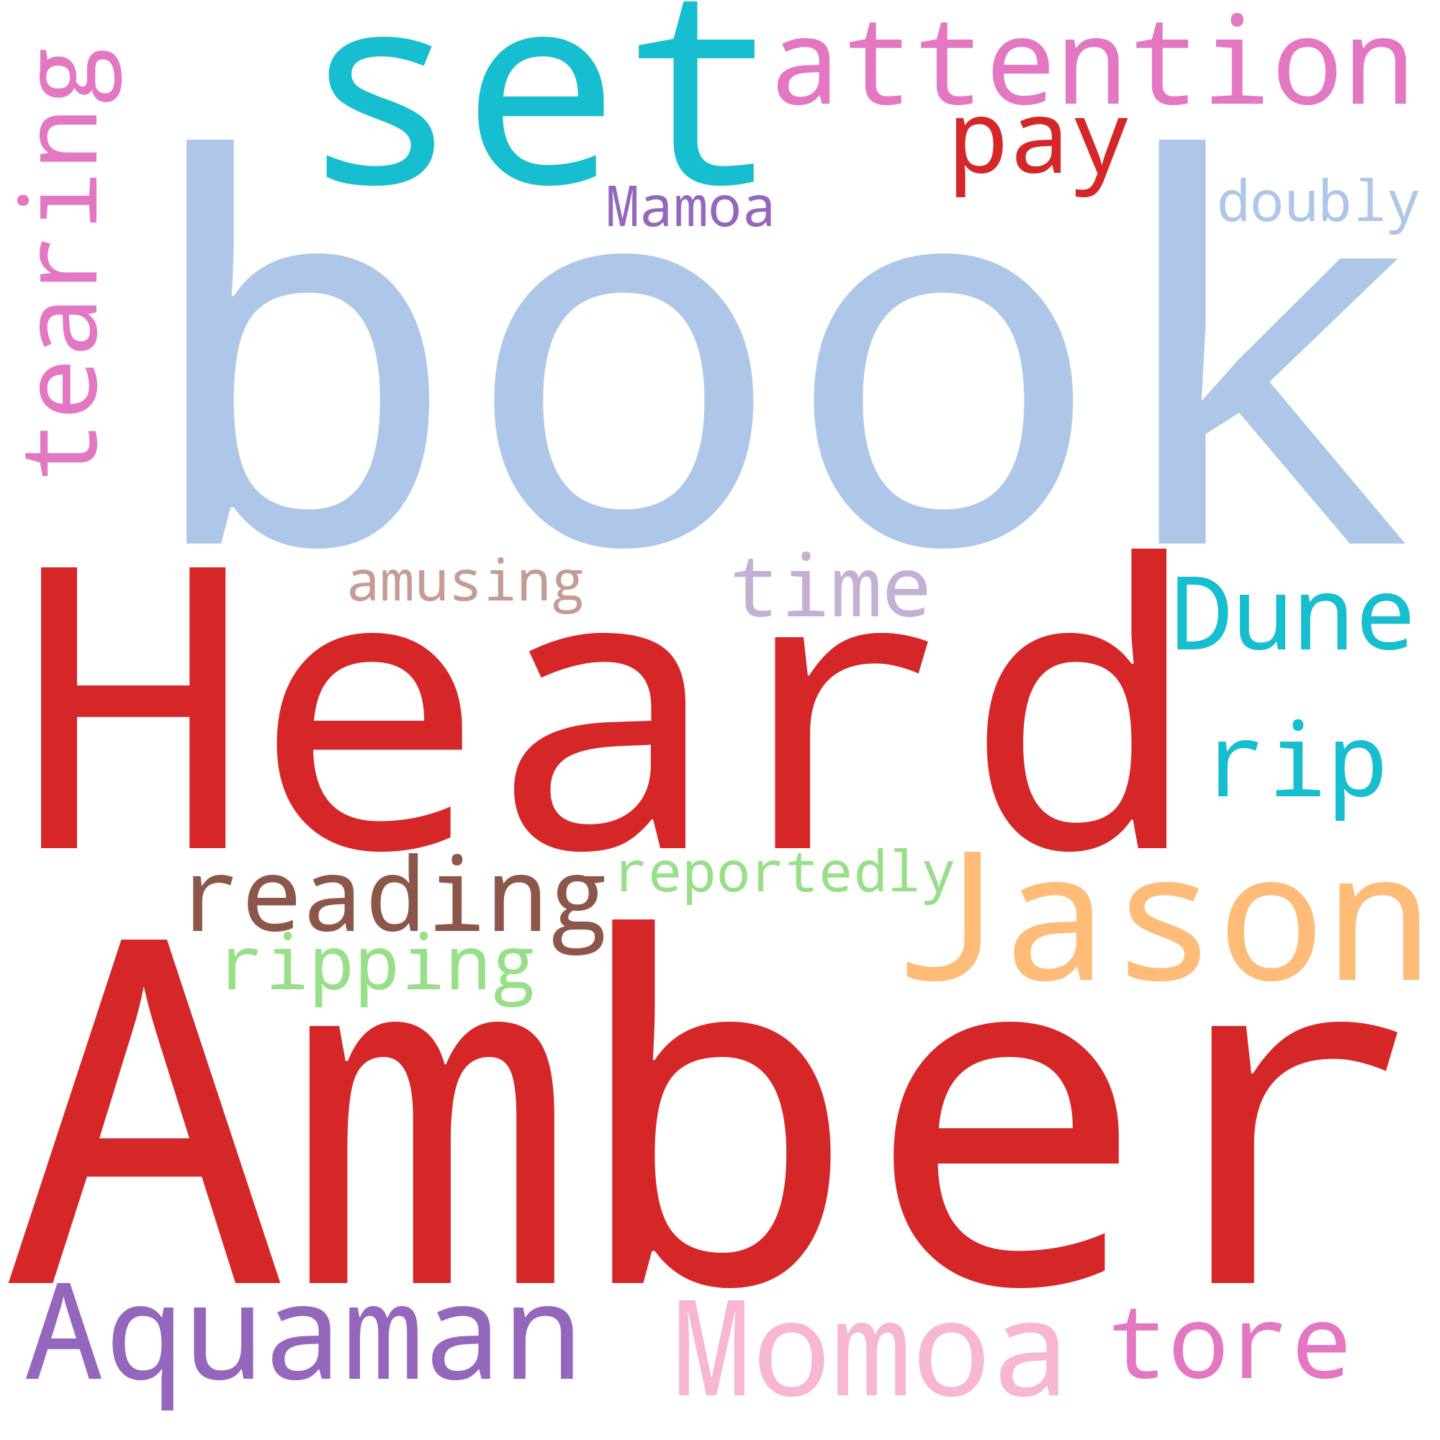 set
attention
tearing
pay
Mamoa
doubly
book
amusing
time
Dune
Heard
rip
reading
reportedly
Jason
ripping
Amber
Aquaman
Momoa
tore